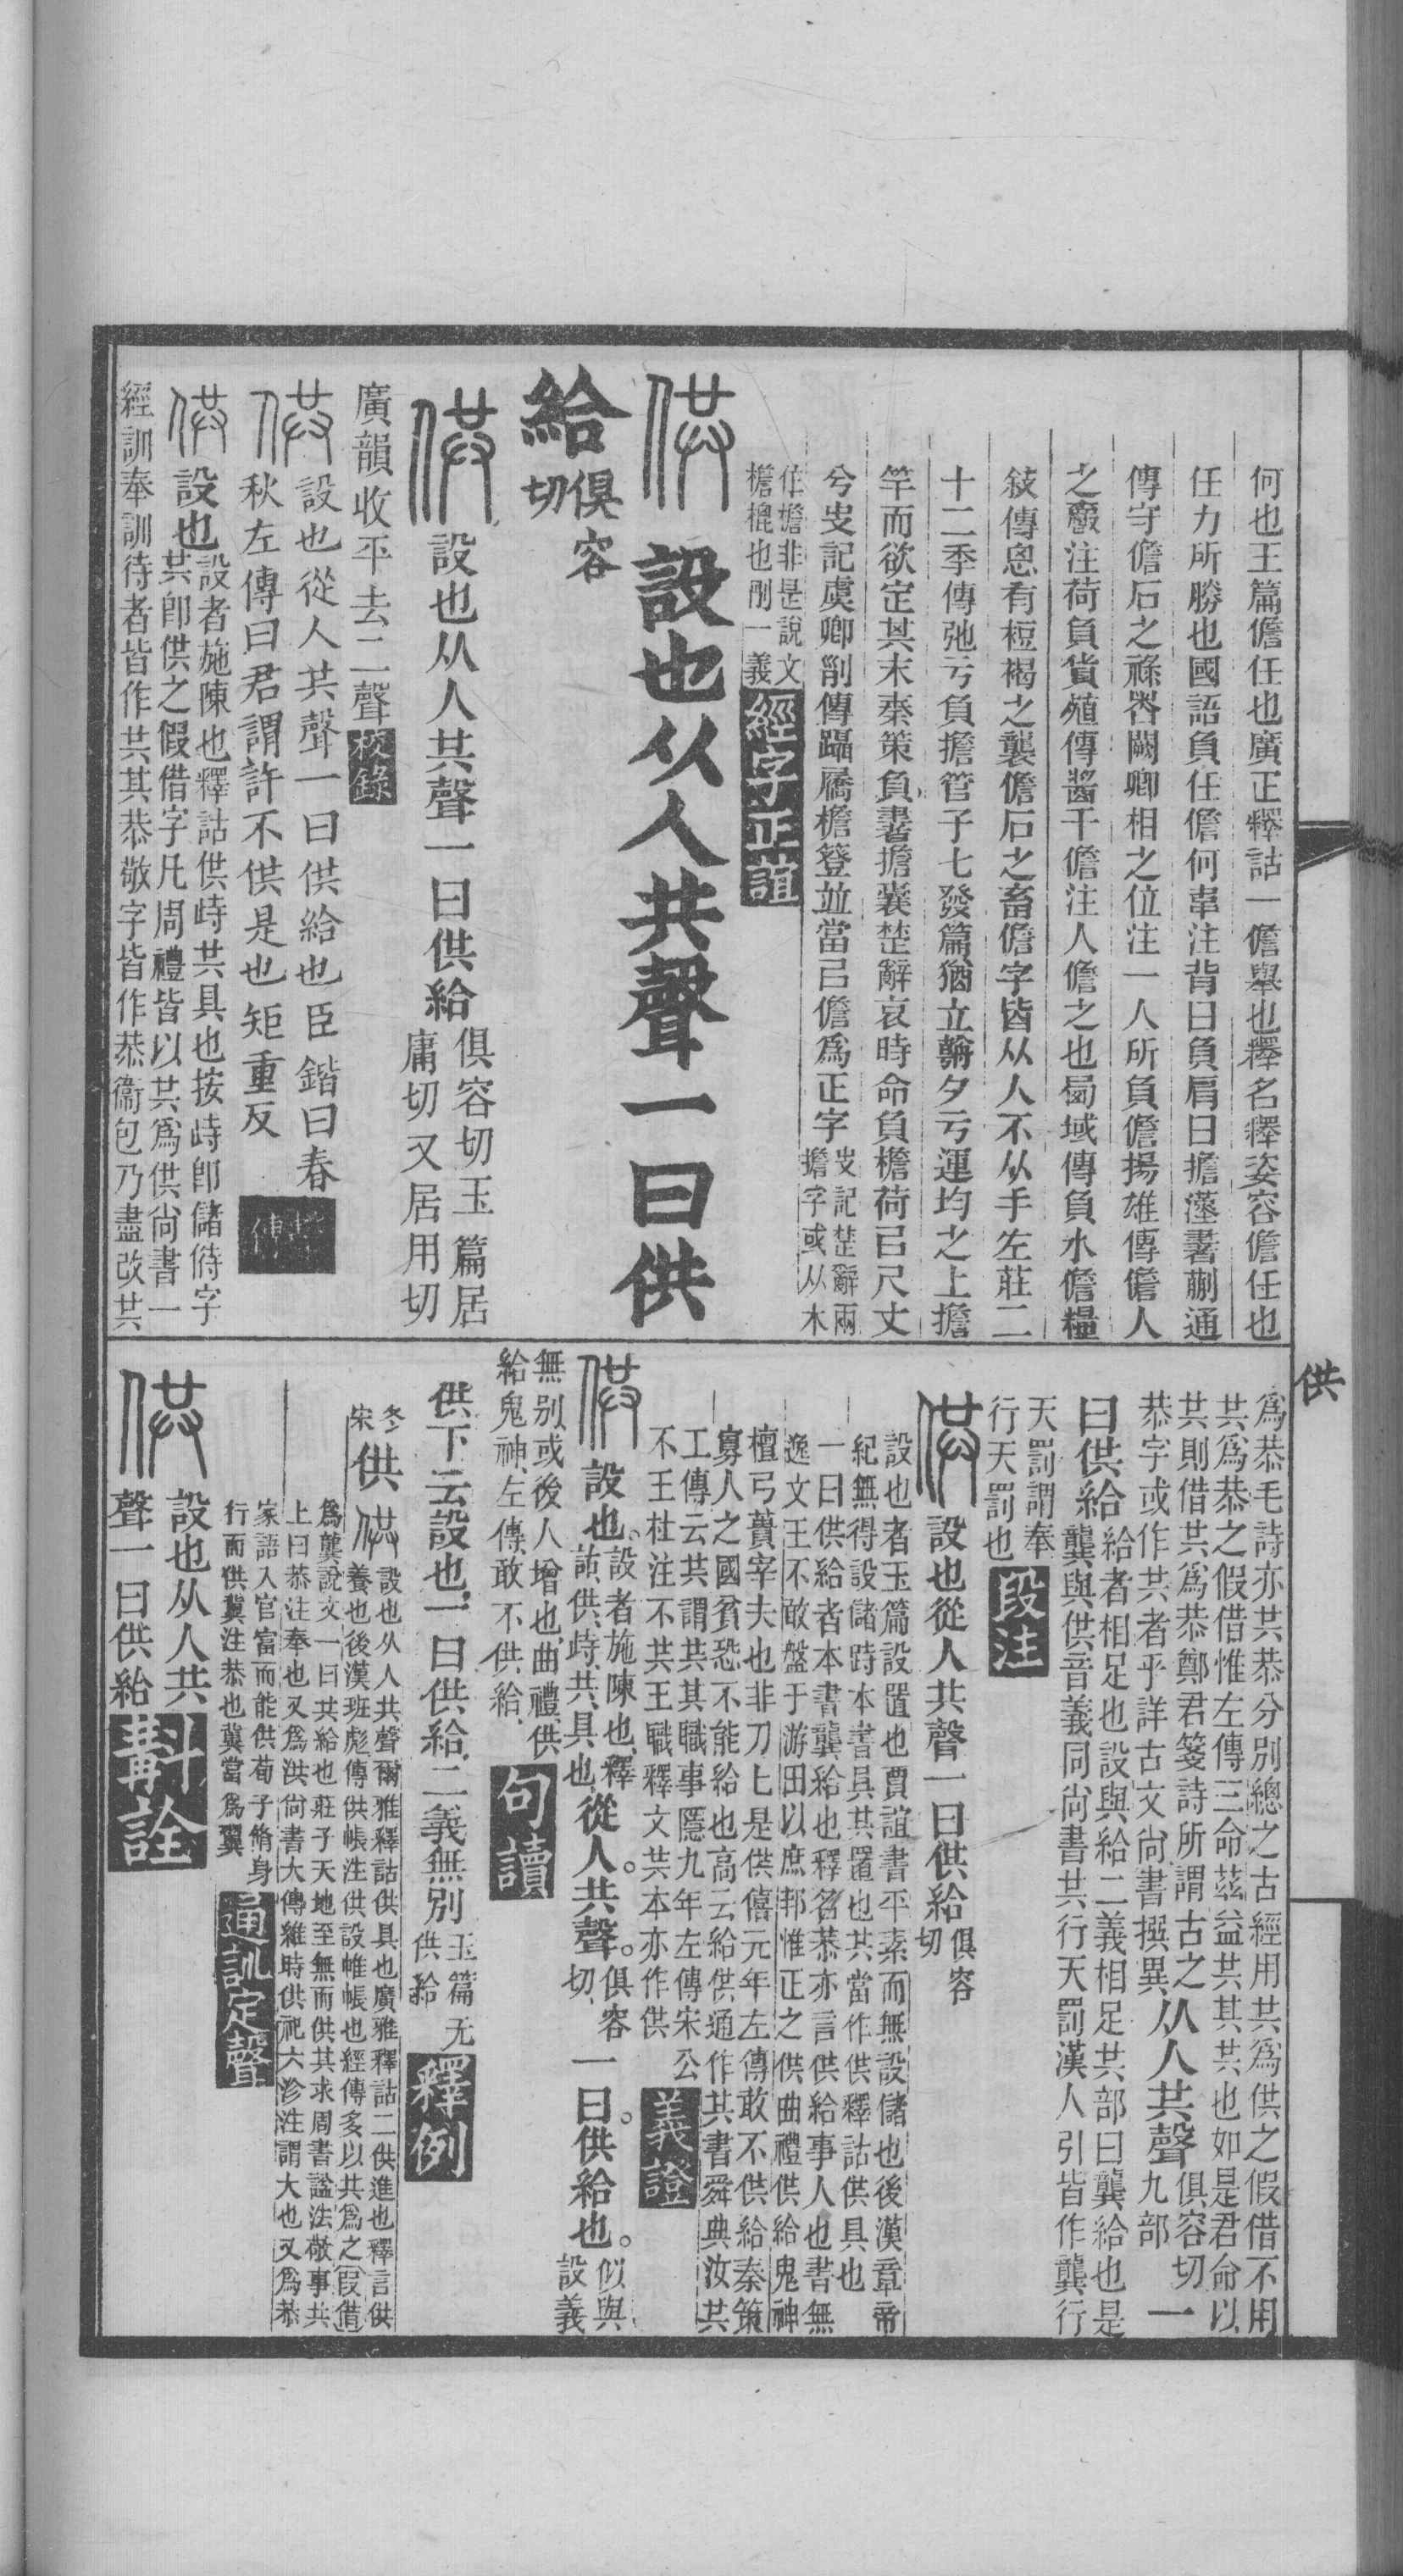 何也王篇儋任也廣疋釋詁一儋舉也釋名釋姿容儋任也
任力所勝也國語負任儋何韋注背曰負肩曰擔漢書蒯通
傳守儋石之祿畧闕卿相之位注一人所負儋揚雄傳儋人
之廢注荷負貨殖傳醬千儋注人儋之也蜀域傳負水儋糧
敍傳思有裋褐之襲儋石之畜儋字皆从人不从手左莊二
十二季傳弛亏負擔管子七發篇猶立朝夕亏運均之上擔
竿而欲定其末秦策負書擔囊楚辭哀時命負檐荷吕尺丈
兮史記虞卿剬傳躡屩檐簦並當吕儋爲正字史記楚辭兩
擔字或从木
作檐非是說文
檐㮰也別一義經字正誼
供 設也从人共聲一曰供
給俱容切
供 設也从人共聲一曰供給俱容切玉篇居
庸切又居用切
廣韻收平去二聲校錄
供 設也從人共聲一曰供給也臣鍇曰春
秋左傳曰君謂許不供是也矩重反繫傳
供 設也設者施陳也釋詁供峙共具也按峙卽儲偫字
共卽供之假借字凡周禮皆以共爲供尙書一
經訓奉訓待者皆作共其恭敬字皆作恭衞包乃盡改共
供
爲恭毛詩亦共恭分別總之古經用共爲供之假借不用
共爲恭之假借惟左傳三命茲益共其共也如是君命以
共則借共爲恭鄭君箋詩所謂古之
恭字或作共者乎詳古文尙書撰異从人共聲俱容切
九部一
曰供給給者相足也設與給二義相足共部曰龔給也是
龔與供音義同尙書共行天罰漢人引皆作龔行
天罰謂奉
行天罰也段注
供 設也從人共聲一曰供給俱容
切
設也者玉篇設置也賈誼書平素而無設儲也後漢章帝
紀無得設儲跱本書具共置也共當作供釋詁供具也
一曰供給者本書龔給也釋名恭亦言供給事人也書無
逸文王不敢盤于游田以庶邦惟正之供曲禮供給鬼神
檀弓蕢宰夫也非刀匕是供僖元年左傳敢不供給秦策
寡人之國貧恐不能給也高云給供通作共書舜典汝共
工傳云共謂共其職事隱九年左傳宋公
不王杜注不共王職釋文共本亦作供義證
供 設也。設者施陳也釋
詁供峙共具也從人。共聲。俱容
切一曰。供給也。似與
設義
無别或後人增也曲禮供
給鬼神左傳敢不供給句讀
供下云設也一曰供給二義無別玉篇无
供給釋例
供 供設也从人共聲爾雅釋詁供具也廣雅釋詁二供進也釋言供
養也後漢班彪傳供帳注供設帷帳也經傳多以共爲之叚借
爲龔說文一曰共給也莊子天地至無而供其求周書諡法敬事共
上曰恭注奉也又爲洪尙書大傳維時供祀六沴注謂大也又爲恭
家語入官富而能供荀子脩身
行而供冀注恭也冀當爲翼通訓定聲
供 設也从人共
聲一曰供給斠詮